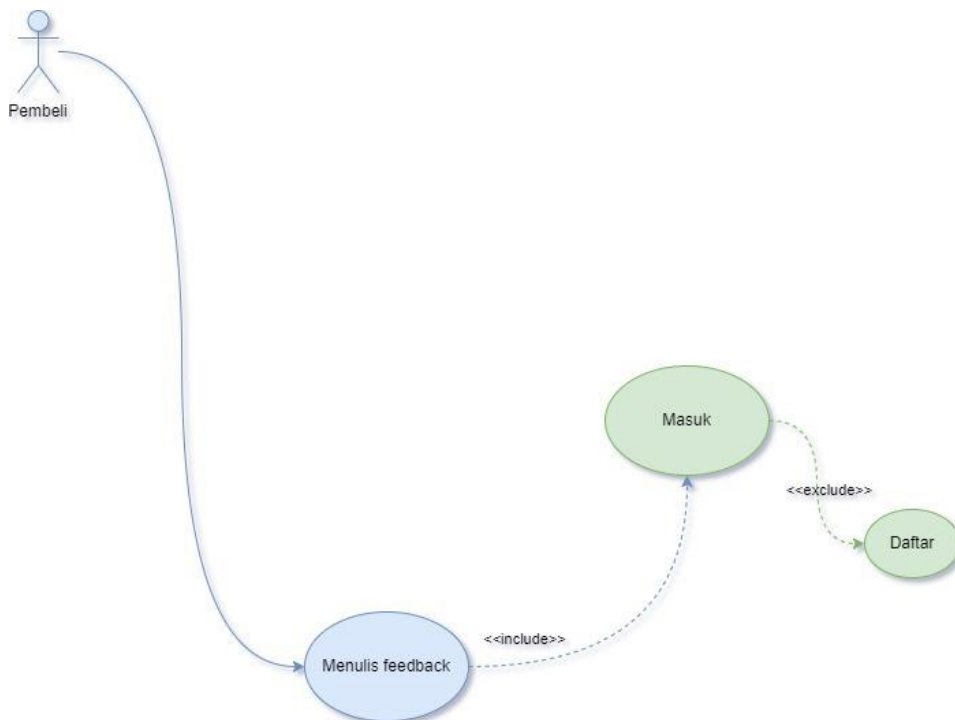 Pembeli
Masuk
<<exclude>>
Daftar
<<include>>
Menulis feedback